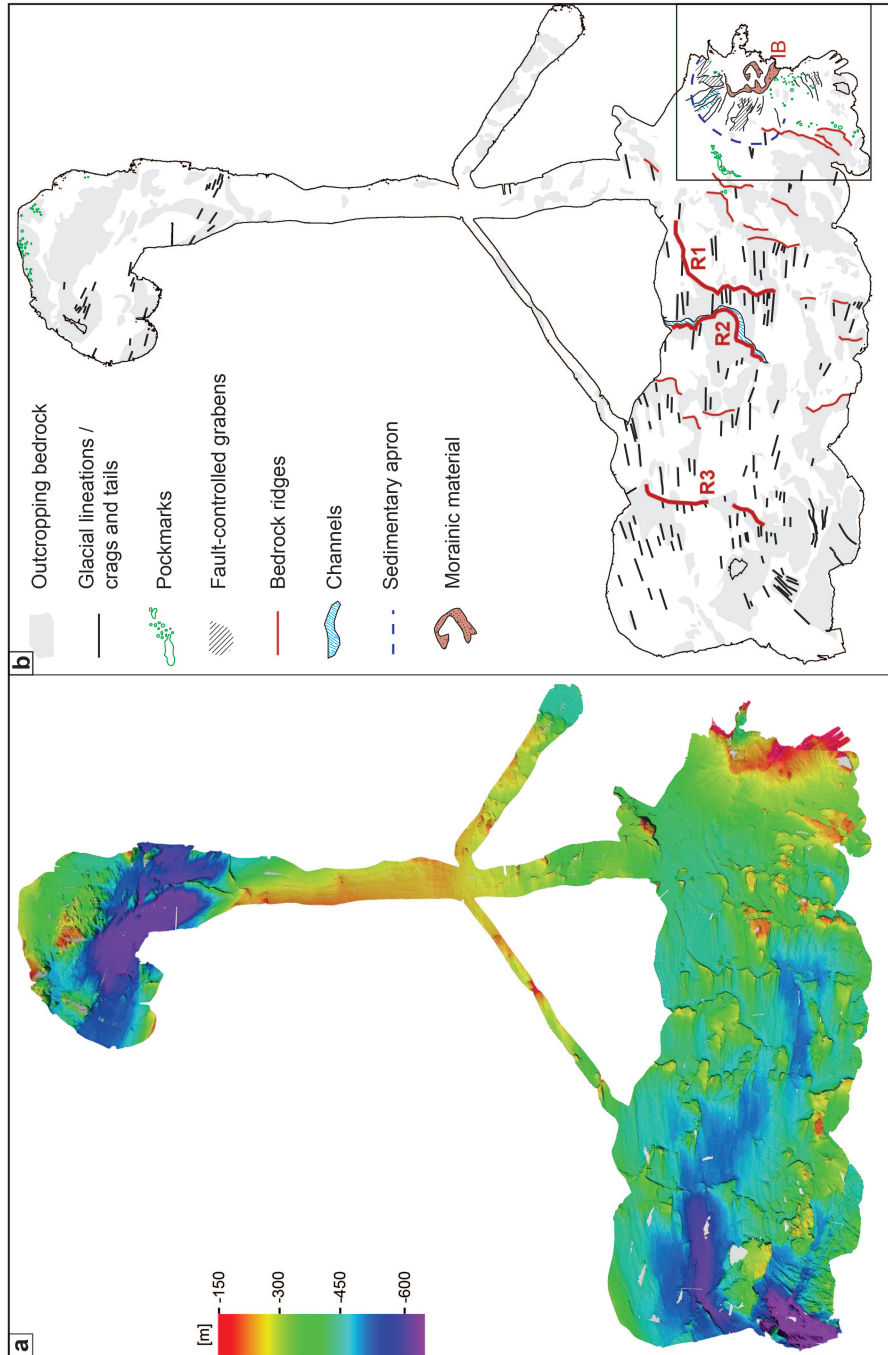 a
[m]
-150
-300
-450
-600
b
Outcropping bedrock
Glacial lineations /
crags and tails
Pockmarks
Fault-controlled grabens
Bedrock ridges
Channels
Sedimentary apron
Morainic material
R3
R2
R1
IB